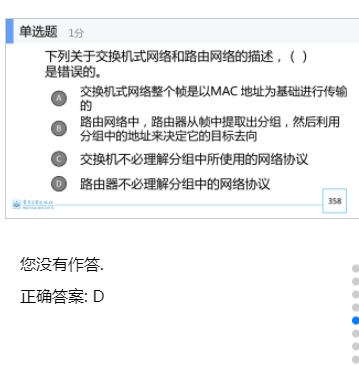 单选题 1分
下列关于交换机式网络和路由网络的描述，（ ）
是错误的。
A 交换机式网络整个帧是以MAC 地址为基础进行传输
的
B 路由网络中，路由器从帧中提取出分组，然后利用
分组中的地址来决定它的目标去向
C 交换机不必理解分组中所使用的网络协议
D 路由器不必理解分组中的网络协议
358
您没有作答.
正确答案: D